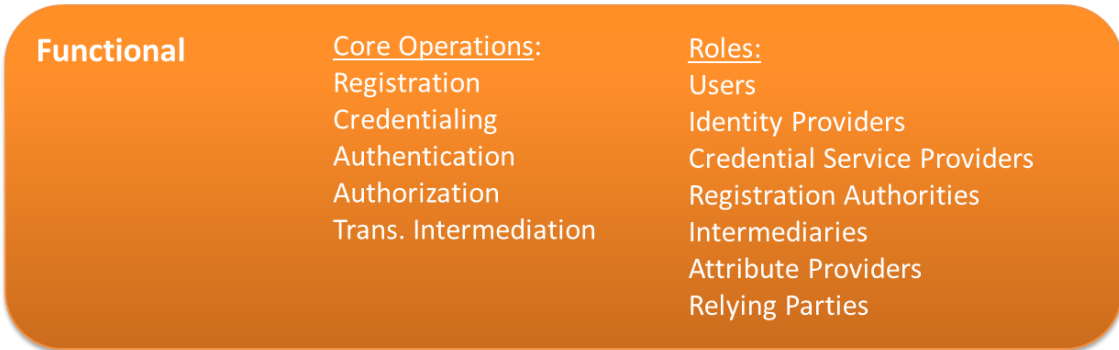 Functional
Core Operations:
Registration
Credentialing
Authentication
Authorization
Trans. Intermediation
Roles:
Users
Identity Providers
Credential Service Providers
Registration Authorities
Intermediaries
Attribute Providers
Relying Parties